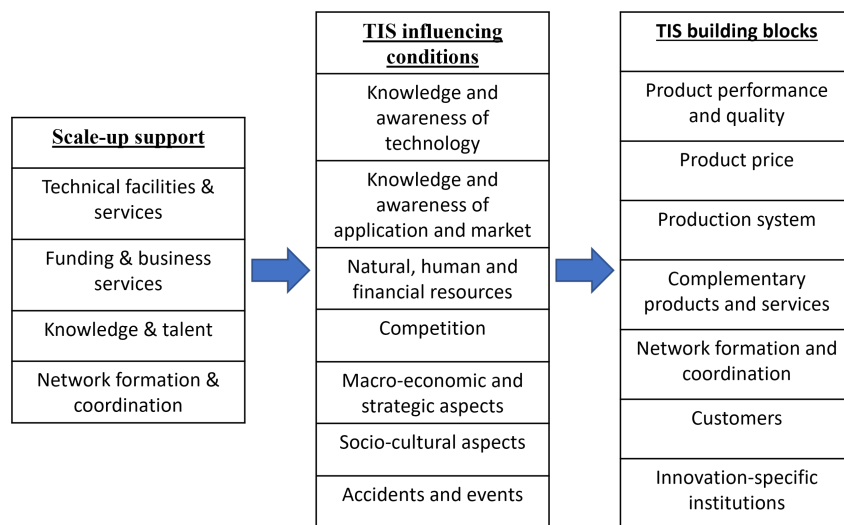 Scale-up support
Technical facilities &
services
Funding & business
services
Knowledge & talent
Network formation &
coordination
TIS influencing
conditions
Knowledge and
awareness of
technology
Knowledge and
awareness of
application and market
Natural, human and
financial resources
Competition
Macro-economic and
strategic aspects
Socio-cultural aspects
Accidents and events
TIS building blocks
Product performance
and quality
Product price
Production system
Complementary
products and services
Network formation and
coordination
Customers
Innovation-specific
institutions